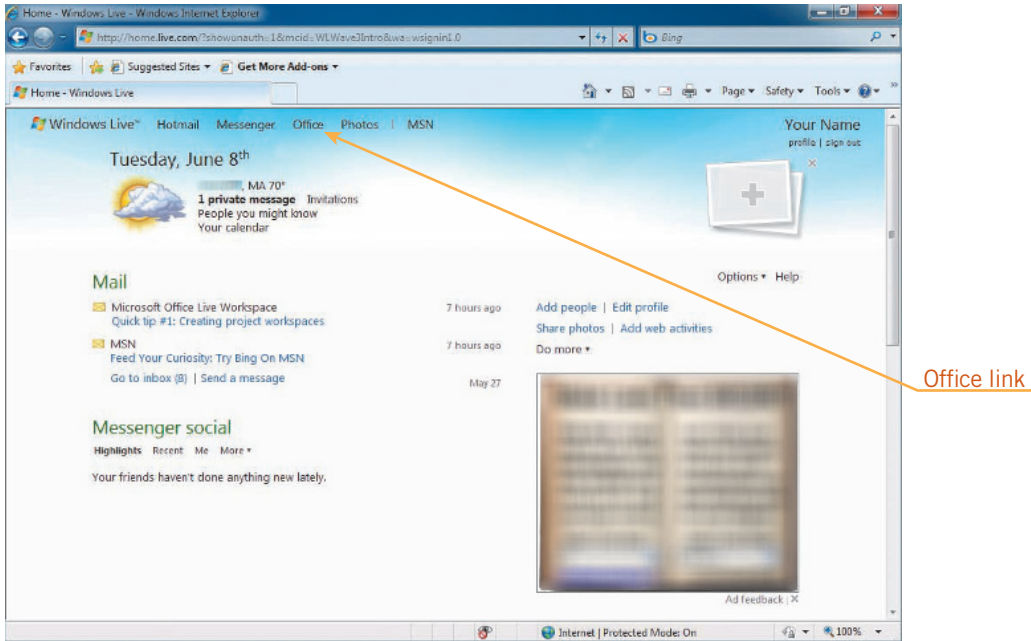 Home - Windows Live - Windows Internet Explorer
http://home.live.com/?showunauth=1&mcid=WLWave3Intro&wa=wsignin1.0
Bing
Favorites Suggested Sites Get More Add-ons
Home - Windows Live Page Safety Tools
Windows Live™ Hotmail Messenger Office Photos | MSN Your Name
profile | sign out
Tuesday, June 8th
, MA 70°
1 private message Invitations
People you might know
Your calendar
Options Help
Mail
Microsoft Office Live Workspace 7 hours ago
Quick tip #1: Creating project workspaces
MSN 7 hours ago
Feed Your Curiosity: Try Bing On MSN
Go to inbox (8) | Send a message May 27
Add people | Edit profile
Share photos | Add web activities
Do more
Office link
Messenger social
Highlights Recent Me More
Your friends haven't done anything new lately.
Ad feedback | X
Internet | Protected Mode: On 100%